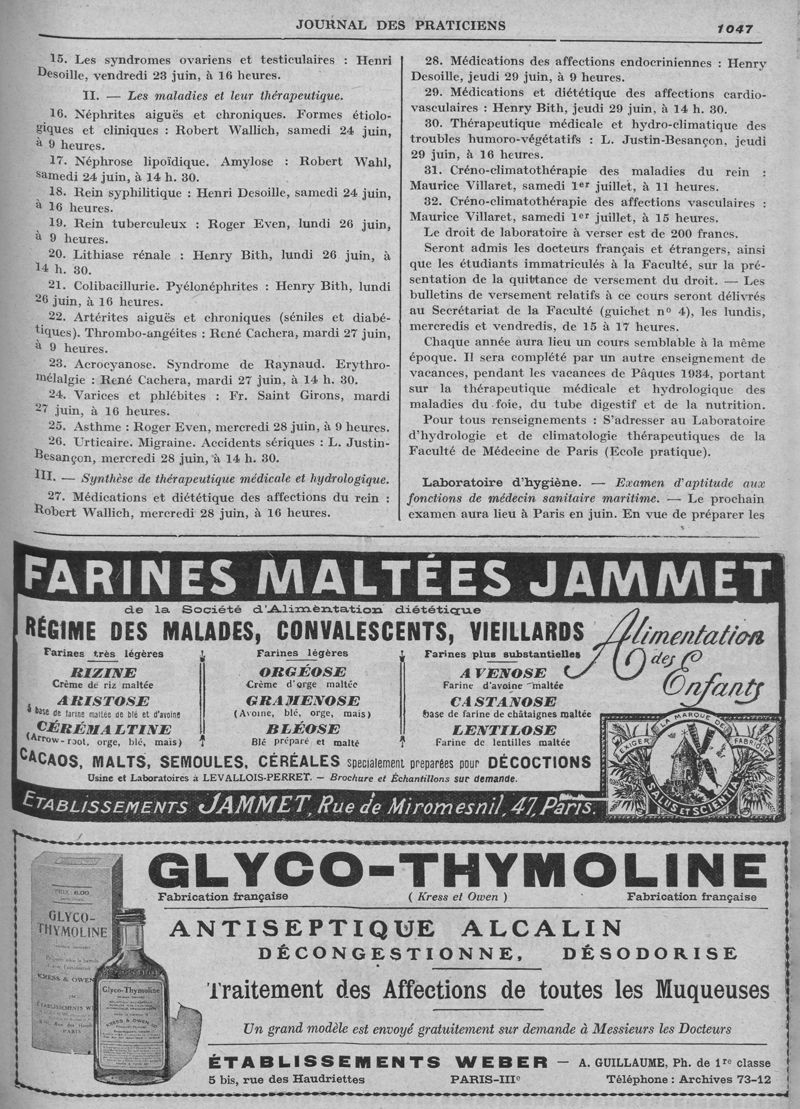 JOURNAL DES PRATICIENS
1047
15. Les syndromes ovariens et testiculaires : Henri
Desoille, vendredi 23 juin, à 16 heures.
II. — Les maladies et leur thérapeutique.
16. Néphrites aiguës et chroniques. Formes étiolo-
giques et cliniques : Robert Wallich, samedi 24 juin,
à 9 heures.
17. Néphrose lipoïdique. Amylose : Robert Wahl,
samedi 24 juin, à 14 h. 30.
18. Rein syphilitique : Henri Desoille, samedi 24 juin,
à 16 heures.
19. Rein tuberculeux : Roger Even, lundi 26 juin,
à 9 heures.
20. Lithiase rénale : Henry Bith, lundi 26 juin, à
14 h. 30.
21. Colibacillurie. Pyélonéphrites : Henry Bith, lundi
26 juin, à 16 heures.
22. Artérites aiguës et chroniques (séniles et diabé-
tiques). Thrombo-angéites : René Cachera, mardi 27 juin,
à 9 heures.
23. Acrocyanose. Syndrome de Raynaud. Erythro-
mélalgie : René Cachera, mardi 27 juin, à 14 h. 30.
24. Varices et phlébites : Fr. Saint Girons, mardi
27 juin, à 16 heures.
25. Asthme : Roger Even, mercredi 28 juin, à 9 heures.
26. Urticaire. Migraine. Accidents sériques : L. Justin-
Besançon, mercredi 28 juin, à 14 h. 30.
III. — Synthèse de thérapeutique médicale et hydrologique.
27. Médications et diététique des affections du rein :
Robert Wallich, mercredi 28 juin, à 16 heures.
28. Médications des affections endocriniennes : Henry
Desoille, jeudi 29 juin, à 9 heures.
29. Médications et diététique des affections cardio-
vasculaires : Henry Bith, jeudi 29 juin, à 14 h. 30.
30. Thérapeutique médicale et hydro-climatique des
troubles humoro-végétatifs : L. Justin-Besançon, jeudi
29 juin, à 16 heures.
31. Créno-climatothérapie des maladies du rein :
Maurice Villaret, samedi 1er juillet, à 11 heures.
32. Créno-climatothérapie des affections vasculaires :
Maurice Villaret, samedi 1er juillet, à 15 heures.
Le droit de laboratoire à verser est de 200 francs.
Seront admis les docteurs français et étrangers, ainsi
que les étudiants immatriculés à la Faculté, sur la pré-
sentation de la quittance de versement du droit. — Les
bulletins de versement relatifs à ce cours seront délivrés
au Secrétariat de la Faculté (guichet n° 4), les lundis,
mercredis et vendredis, de 15 à 17 heures.
Chaque année aura lieu un cours semblable à la même
époque. Il sera complété par un autre enseignement de
vacances, pendant les vacances de Pâques 1934, portant
sur la thérapeutique médicale et hydrologique des
maladies du foie, du tube digestif et de la nutrition.
Pour tous renseignements : S'adresser au Laboratoire
d'hydrologie et de climatologie thérapeutiques de la
Faculté de Médecine de Paris (Ecole pratique).
Laboratoire d'hygiène. — Examen d'aptitude aux
fonctions de médecin sanitaire maritime. — Le prochain
examen aura lieu à Paris en juin. En vue de préparer les
FARINES MALTÉES JAMMET
de la Société d'Alimèntation diététique
RÉGIME DES MALADES, CONVALESCENTS, VIEILLARDS
Alimentation
des
Enfants
Farines très légères
RIZINE
Crème de riz maltée
ARISTOSE
à base de farine maltée de blé et d'avoine
CÉRÉMALTINE
(Arrow-root, orge, blé, mais)
Farines légères
ORGÉOSE
Crème d'orge maltée
GRAMENOSE
(Avoine, blé, orge, mais)
BLÉOSE
Blé préparé et malté
Farines plus substantielles
AVENOSE
Farine d'avoine maltée
CASTANOSE
base de farine de châtaignes maltée
LENTILOSE
Farine de lentilles maltée
CACAOS, MALTS, SEMOULES, CÉRÉALES spécialement préparées pour DÉCOCTIONS
Usine et Laboratoires à LEVALLOIS-PERRET. — Brochure et Échantillons sur demande.
ÉTABLISSEMENTS JAMMET, Rue de Miromesnil, 47, Paris.
EXIGER LA MARQUE DE FABRIQUE
SALUS ET SCIENTIA
GLYCO-THYMOLINE
Fabrication française
( Kress et Owen )
Fabrication française
ANTISEPTIQUE ALCALIN
DÉCONGESTIONNE, DÉSODORISE
Traitement des Affections de toutes les Muqueuses
Un grand modèle est envoyé gratuitement sur demande à Messieurs les Docteurs
ÉTABLISSEMENTS WEBER — A. GUILLAUME, Ph. de 1re classe
5 bis, rue des Haudriettes
PARIS-IIIe
Téléphone : Archives 73-12
GLYCO-
THYMOLINE
KRESS & OWEN
PARIS
Glyco-Thymoline
KRESS & OWEN